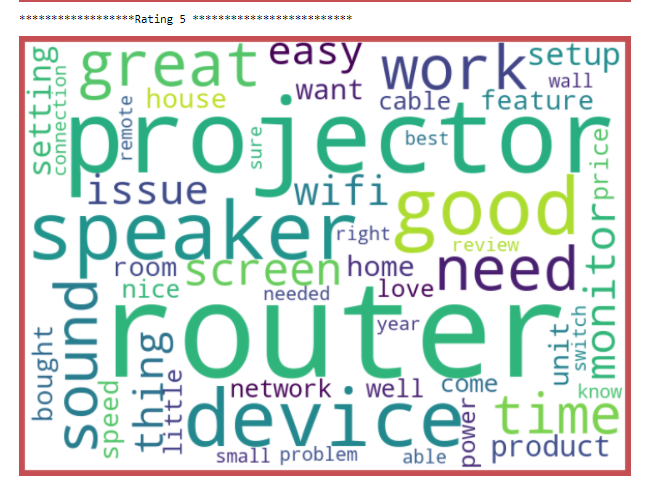 *****************Rating 5 *************************
great easy work setup
setting connection remote house want cable feature wall
projector
sure best price
issue wifi good
speaker right review monitor
room screen home need
nice needed love
router
sound year
bought thing unit switch
speed little network well come know
device time
small problem able power product